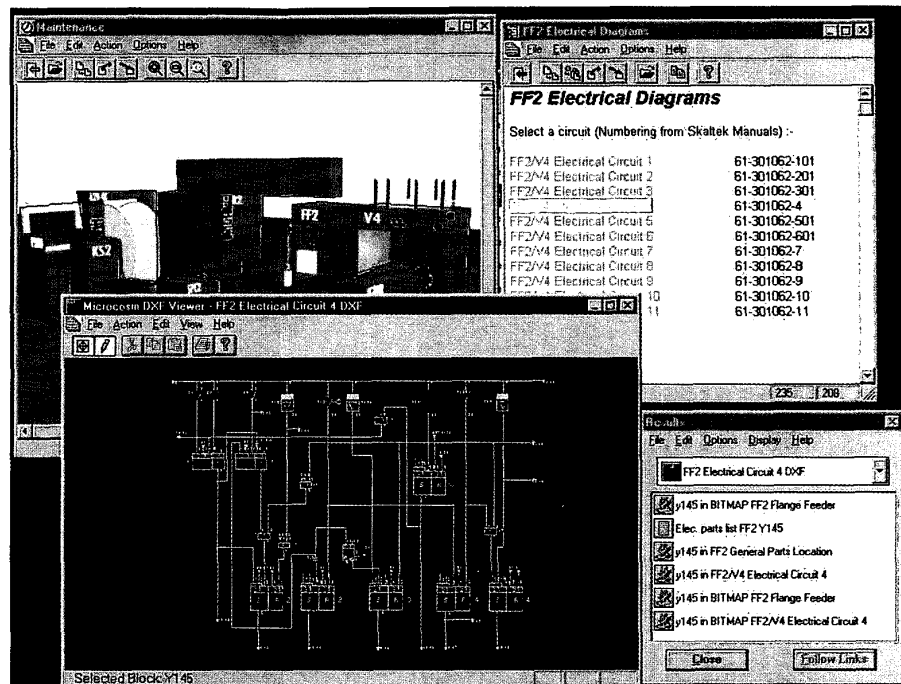 Maintenance
File Edit Action Options Help
KS2
FF2
V4
FF2 Electrical Diagrams
File Edit Action Options Help
FF2 Electrical Diagrams
Select a circuit (Numbering from Skaltek Manuals) :-
FF2/V4 Electrical Circuit 1 61-301062-101
FF2/V4 Electrical Circuit 2 61-301062-201
FF2/V4 Electrical Circuit 3 61-301062-301
61-301062-4
FF2/V4 Electrical Circuit 5 61-301062-501
FF2/V4 Electrical Circuit 6 61-301062-601
FF2/V4 Electrical Circuit 7 61-301062-7
FF2/V4 Electrical Circuit 8 61-301062-8
FF2/V4 Electrical Circuit 9 61-301062-9
10 61-301062-10
11 61-301062-11
235 208
Microcosm DXF Viewer - FF2 Electrical Circuit 4 DXF
File Action Edit View Help
Selected Block: Y145
Results
File Edit Options Display Help
FF2 Electrical Circuit 4 DXF
y145 in BITMAP FF2 Flange Feeder
Elec. parts list FF2 Y145
y145 in FF2 General Parts Location
y145 in FF2/V4 Electrical Circuit 4
y145 in BITMAP FF2 Flange Feeder
y145 in BITMAP FF2/V4 Electrical Circuit 4
Close Follow Links